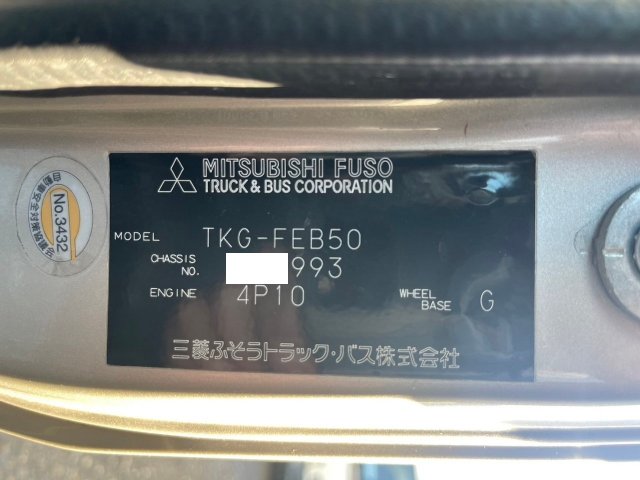 MITSUBISHI FUSO
TRUCK & BUS CORPORATION
MODEL TKG-FEB50
CHASSIS NO. 993
ENGINE 4P10
WHEEL BASE G
三菱ふそうトラック・バス株式会社
No.3432